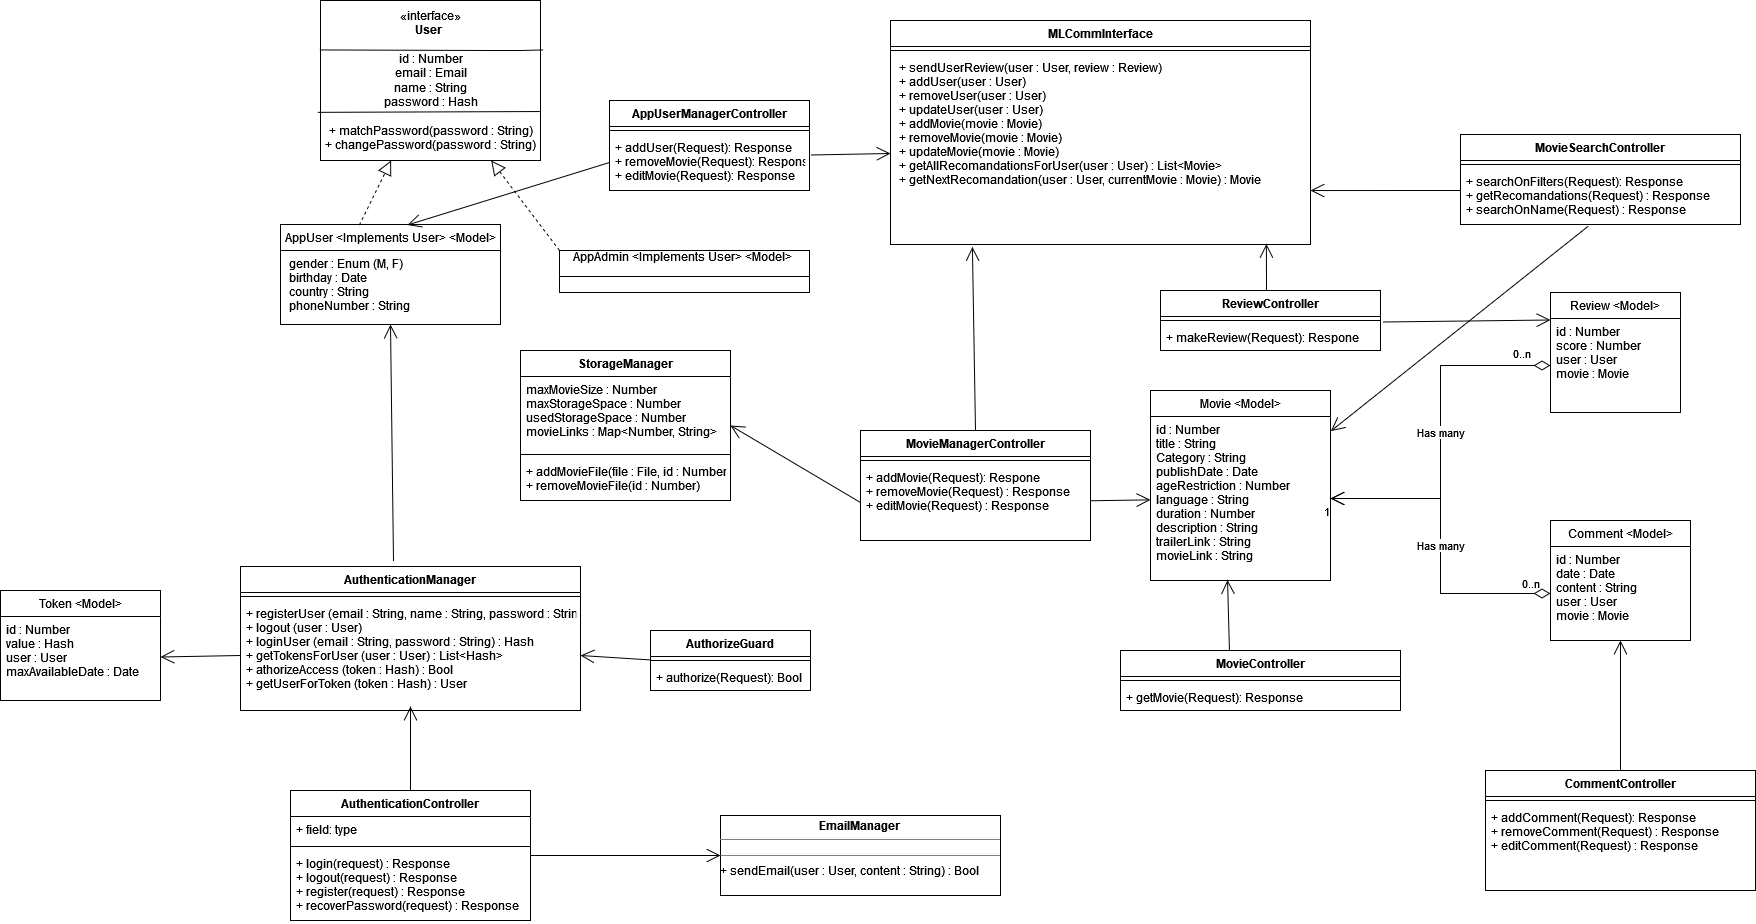 «interface»
User
id : Number
email : Email
name : String
password : Hash
+ matchPassword(password : String)
+ changePassword(password : String)
AppUserManagerController
+ addUser(Request): Response
+ removeMovie(Request): Respons
+ editMovie(Request): Response
MLCommInterface
+ sendUserReview(user : User, review : Review)
+ addUser(user : User)
+ removeUser(user : User)
+ updateUser(user : User)
+ addMovie(movie : Movie)
+ removeMovie(movie : Movie)
+ updateMovie(movie : Movie)
+ getAllRecomandationsForUser(user : User) : List<Movie>
+ getNextRecomandation(user : User, currentMovie : Movie) : Movie
MovieSearchController
+ searchOnFilters(Request): Response
+ getRecomandations(Request) : Response
+ searchOnName(Request) : Response
AppUser <Implements User> <Model>
gender : Enum (M, F)
birthday : Date
country : String
phoneNumber : String
AppAdmin <Implements User> <Model>
ReviewController
+ makeReview(Request): Respone
Review <Model>
id : Number
score : Number
user : User
movie : Movie
0..n
StorageManager
maxMovieSize : Number
maxStorageSpace : Number
usedStorageSpace : Number
movieLinks : Map<Number, String>
+ addMovieFile(file : File, id : Number
+ removeMovieFile(id : Number)
MovieManagerController
+ addMovie(Request): Respone
+ removeMovie(Request) : Response
+ editMovie(Request) : Response
Movie <Model>
id : Number
title : String
Category : String
publishDate : Date
ageRestriction : Number
language : String
duration : Number
description : String
trailerLink : String
movieLink : String
Has many
1
Has many
0..n
Comment <Model>
id : Number
date : Date
content : String
user : User
movie : Movie
Token <Model>
id : Number
value : Hash
user : User
maxAvailableDate : Date
AuthenticationManager
+ registerUser (email : String, name : String, password : Strin
+ logout (user : User)
+ loginUser (email : String, password : String) : Hash
+ getTokensForUser (user : User) : List<Hash>
+ athorizeAccess (token : Hash) : Bool
+ getUserForToken (token : Hash) : User
AuthorizeGuard
+ authorize(Request): Bool
MovieController
+ getMovie(Request): Response
AuthenticationController
+ field: type
+ login(request) : Response
+ logout(request) : Response
+ register(request) : Response
+ recoverPassword(request) : Response
EmailManager
+ sendEmail(user : User, content : String) : Bool
CommentController
+ addComment(Request): Response
+ removeComment(Request) : Response
+ editComment(Request) : Response